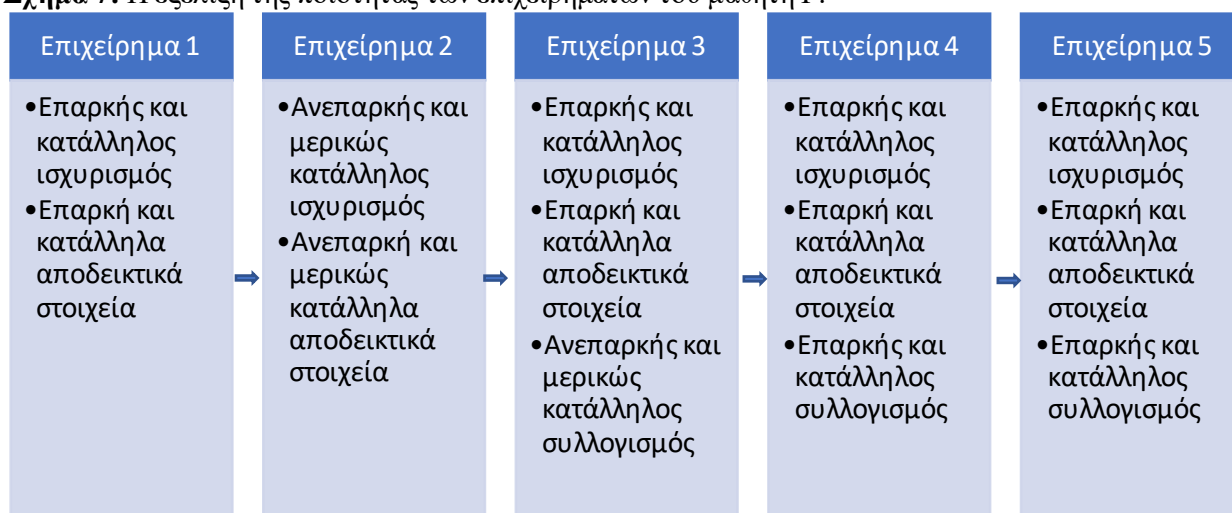 Επιχείρημα 1
•Επαρκής και
κατάλληλος
ισχυρισμός
•Επαρκή και
κατάλληλα
αποδεικτικά
στοιχεία
Επιχείρημα 2
•Ανεπαρκής και
μερικώς
κατάλληλος
ισχυρισμός
•Ανεπαρκή και
μερικώς
κατάλληλα
αποδεικτικά
στοιχεία
Επιχείρημα 3
•Επαρκής και
κατάλληλος
ισχυρισμός
•Επαρκή και
κατάλληλα
αποδεικτικά
στοιχεία
•Ανεπαρκής και
μερικώς
κατάλληλος
συλλογισμός
Επιχείρημα 4
•Επαρκής και
κατάλληλος
ισχυρισμός
•Επαρκή και
κατάλληλα
αποδεικτικά
στοιχεία
•Επαρκής και
κατάλληλος
συλλογισμός
Επιχείρημα 5
•Επαρκής και
κατάλληλος
ισχυρισμός
•Επαρκή και
κατάλληλα
αποδεικτικά
στοιχεία
•Επαρκής και
κατάλληλος
συλλογισμός